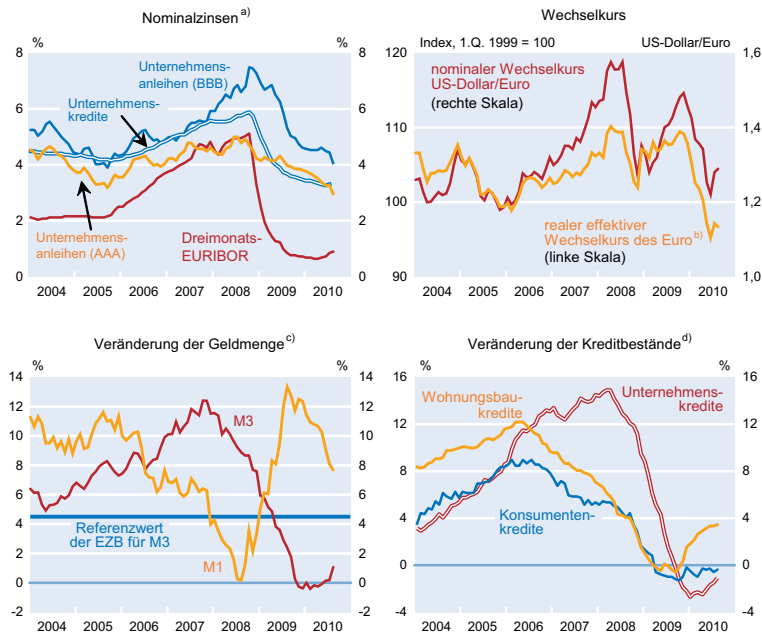 Nominalzinsen a)
%
%
8
8
6
6
4
4
2
2
0
0
Unternehmens-
anleihen (BBB)
Unternehmens-
kredite
Unternehmens-
anleihen (AAA)
Dreimonats-
EURIBOR
2004 2005 2006 2007 2008 2009 2010
Wechselkurs
Index, 1.Q. 1999 = 100
US-Dollar/Euro
120
1,6
110
1,4
100
1,2
90
1,0
nominaler Wechselkurs
US-Dollar/Euro
(rechte Skala)
realer effektiver
Wechselkurs des Euro b)
(linke Skala)
2004 2005 2006 2007 2008 2009 2010
Veränderung der Geldmenge c)
%
%
14
14
12
12
10
10
8
8
6
6
4
4
2
2
0
0
-2
-2
M3
Referenzwert
der EZB für M3
M1
2004 2005 2006 2007 2008 2009 2010
Veränderung der Kreditbestände d)
%
%
16
16
12
12
8
8
4
4
0
0
-4
-4
Wohnungsbau-
kredite
Unternehmens-
kredite
Konsumenten-
kredite
2004 2005 2006 2007 2008 2009 2010